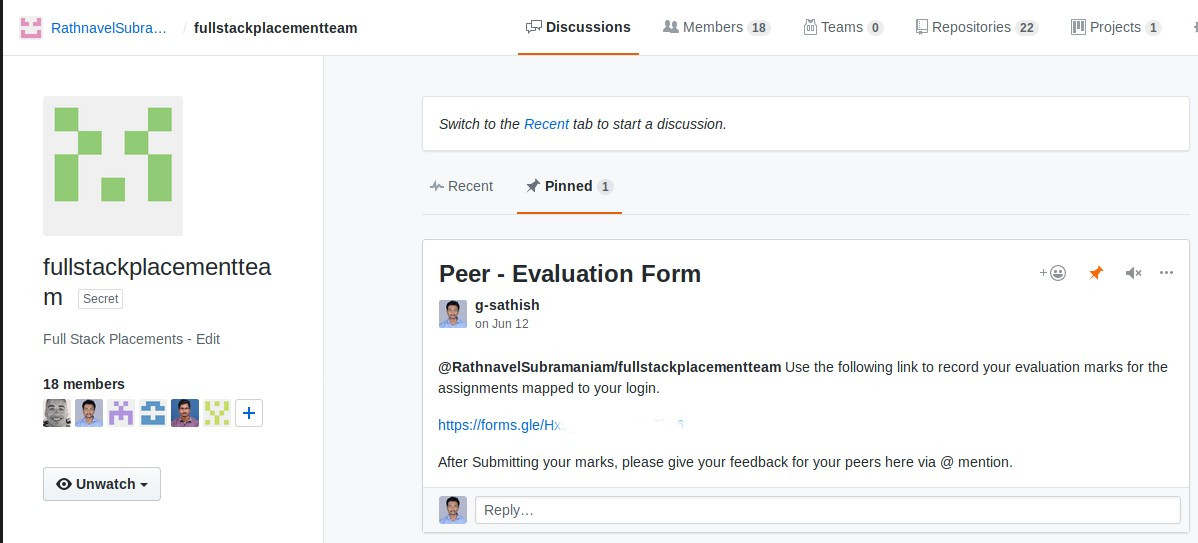 RathnavelSubra… / fullstackplacementteam
Discussions
Members 18
Teams 0
Repositories 22
Projects 1
fullstackplacementtea
m Secret
Full Stack Placements - Edit
18 members
+
Unwatch
Switch to the Recent tab to start a discussion.
Recent
Pinned 1
Peer - Evaluation Form
g-sathish
on Jun 12
@RathnavelSubramaniam/fullstackplacementteam Use the following link to record your evaluation marks for the
assignments mapped to your login.
https://forms.gle/Hx
After Submitting your marks, please give your feedback for your peers here via @ mention.
Reply…